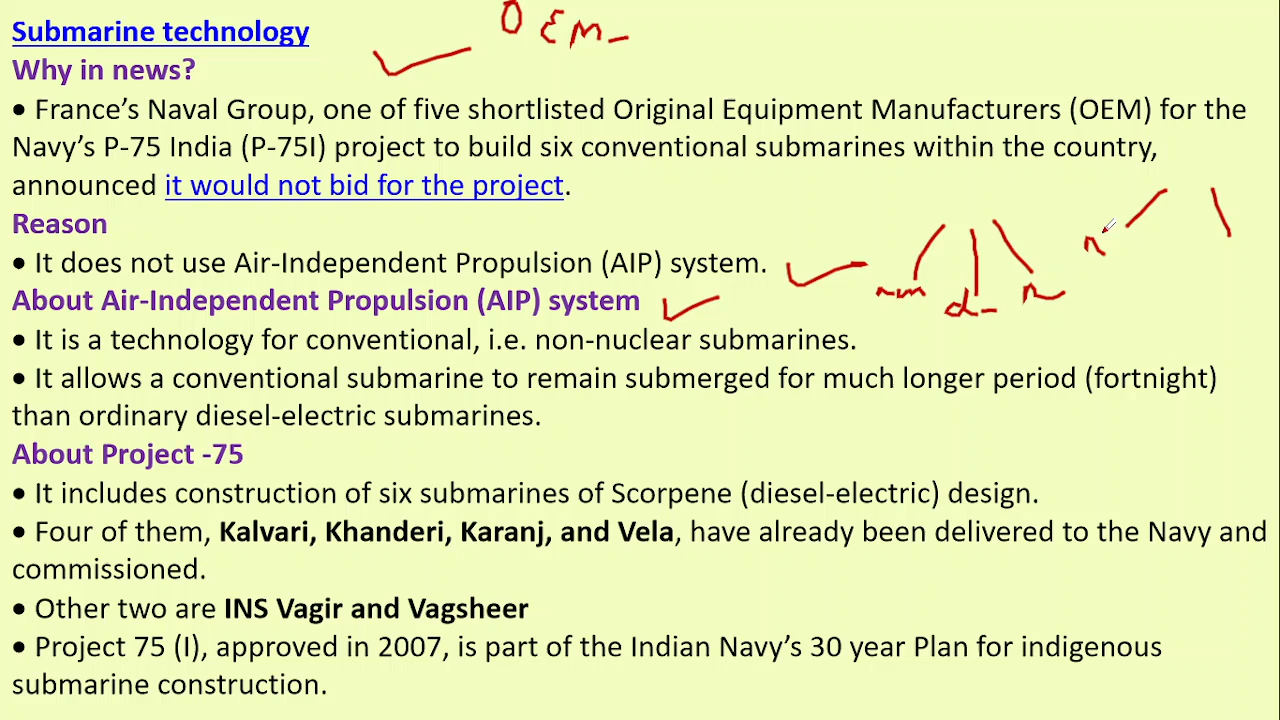 Submarine technology
OEM
Why in news?
• France’s Naval Group, one of five shortlisted Original Equipment Manufacturers (OEM) for the
Navy’s P-75 India (P-75I) project to build six conventional submarines within the country,
announced it would not bid for the project.
Reason
• It does not use Air-Independent Propulsion (AIP) system.
About Air-Independent Propulsion (AIP) system
• It is a technology for conventional, i.e. non-nuclear submarines.
• It allows a conventional submarine to remain submerged for much longer period (fortnight)
than ordinary diesel-electric submarines.
About Project -75
• It includes construction of six submarines of Scorpene (diesel-electric) design.
• Four of them, Kalvari, Khanderi, Karanj, and Vela, have already been delivered to the Navy and
commissioned.
• Other two are INS Vagir and Vagsheer
• Project 75 (I), approved in 2007, is part of the Indian Navy’s 30 year Plan for indigenous
submarine construction.